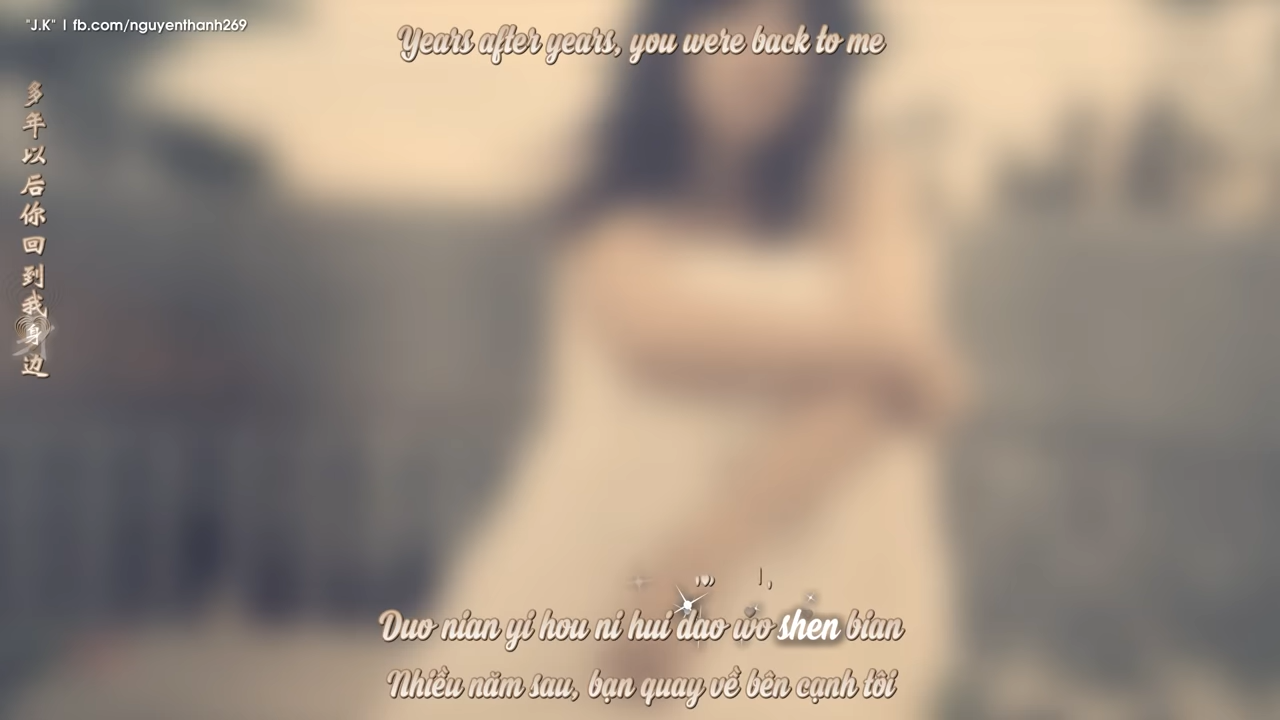 "J.K" | fb.com/nguyenthanh269
Years after years, you were back to me
多年以后你回到我身边
Duo nian yi hou ni hui dao wo shen bian
Nhiều năm sau, bạn quay về bên cạnh tôi